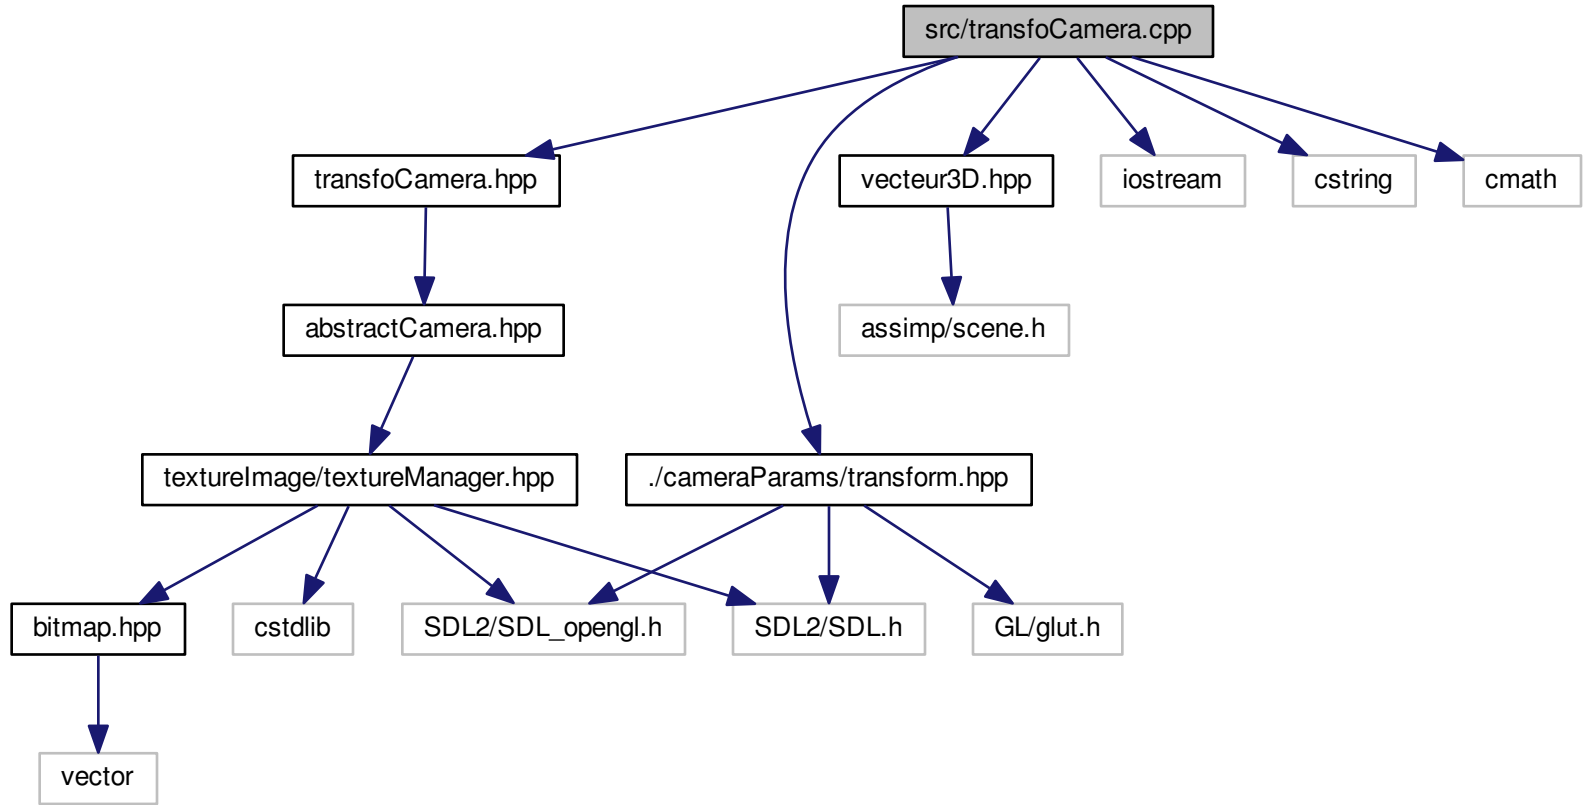 src/transfoCamera.cpp
transfoCamera.hpp
vecteur3D.hpp
iostream
cstring
cmath
abstractCamera.hpp
assimp/scene.h
textureImage/textureManager.hpp
./cameraParams/transform.hpp
bitmap.hpp
cstdlib
SDL2/SDL_opengl.h
SDL2/SDL.h
GL/glut.h
vector